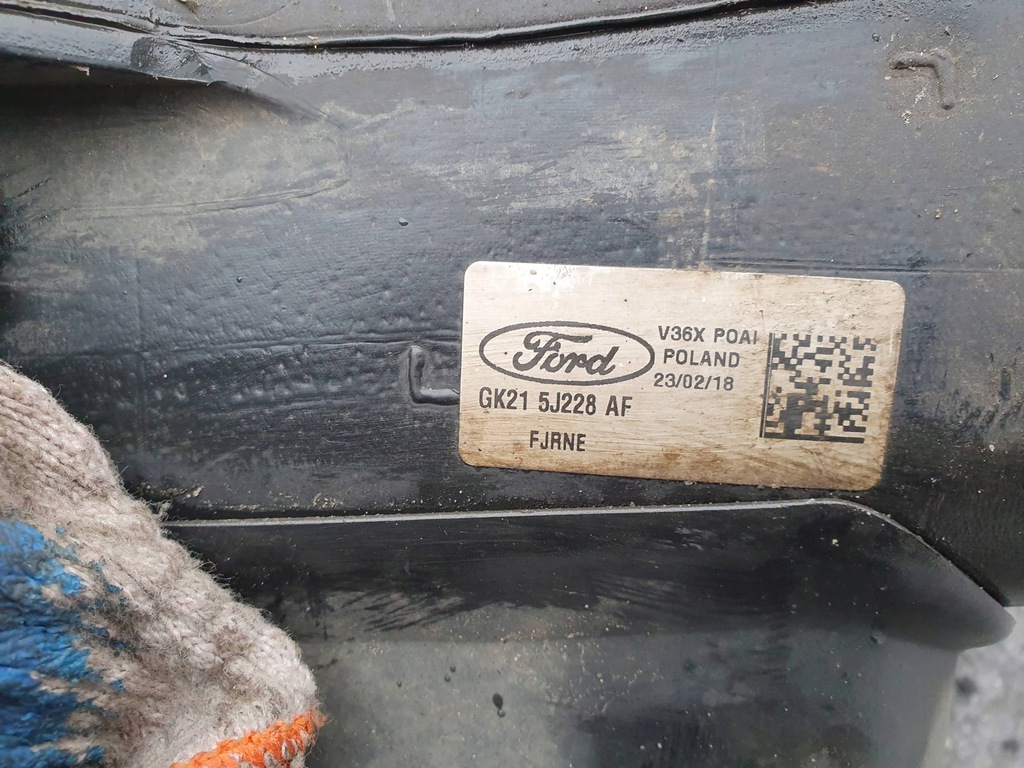 Ford
V36X POAI
POLAND
23/02/18
GK21 5J228 AF
FJRNE